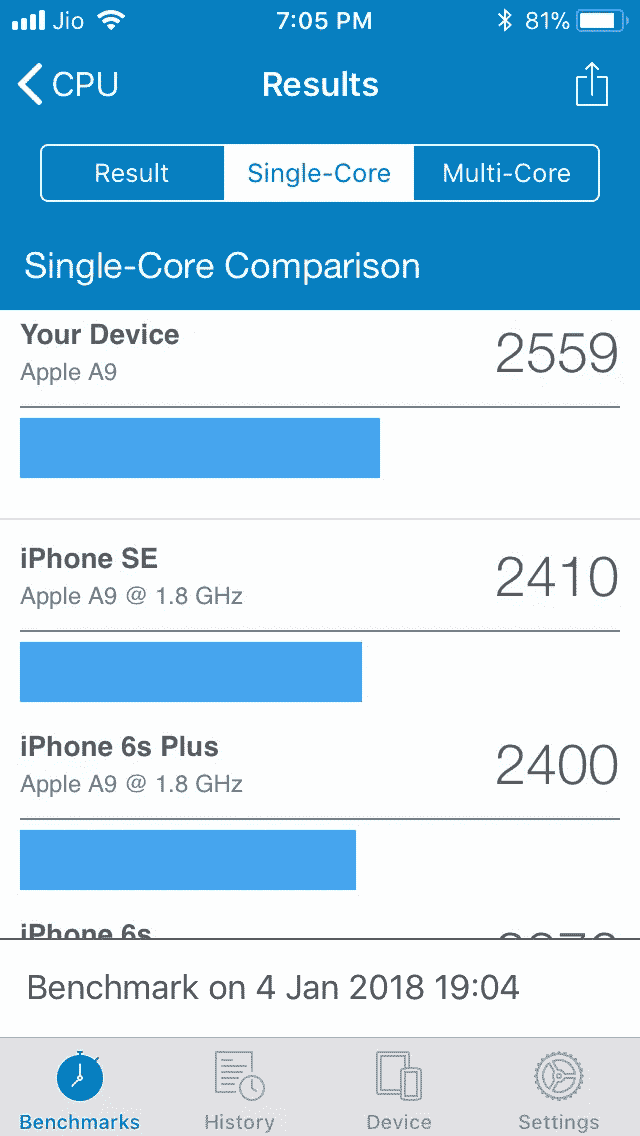 Jio 7:05 PM 81%
CPU Results
Result Single-Core Multi-Core
Single-Core Comparison
Your Device 2559
Apple A9
iPhone SE 2410
Apple A9 @ 1.8 GHz
iPhone 6s Plus 2400
Apple A9 @ 1.8 GHz
iPhone 6s
Benchmark on 4 Jan 2018 19:04
Benchmarks History Device Settings